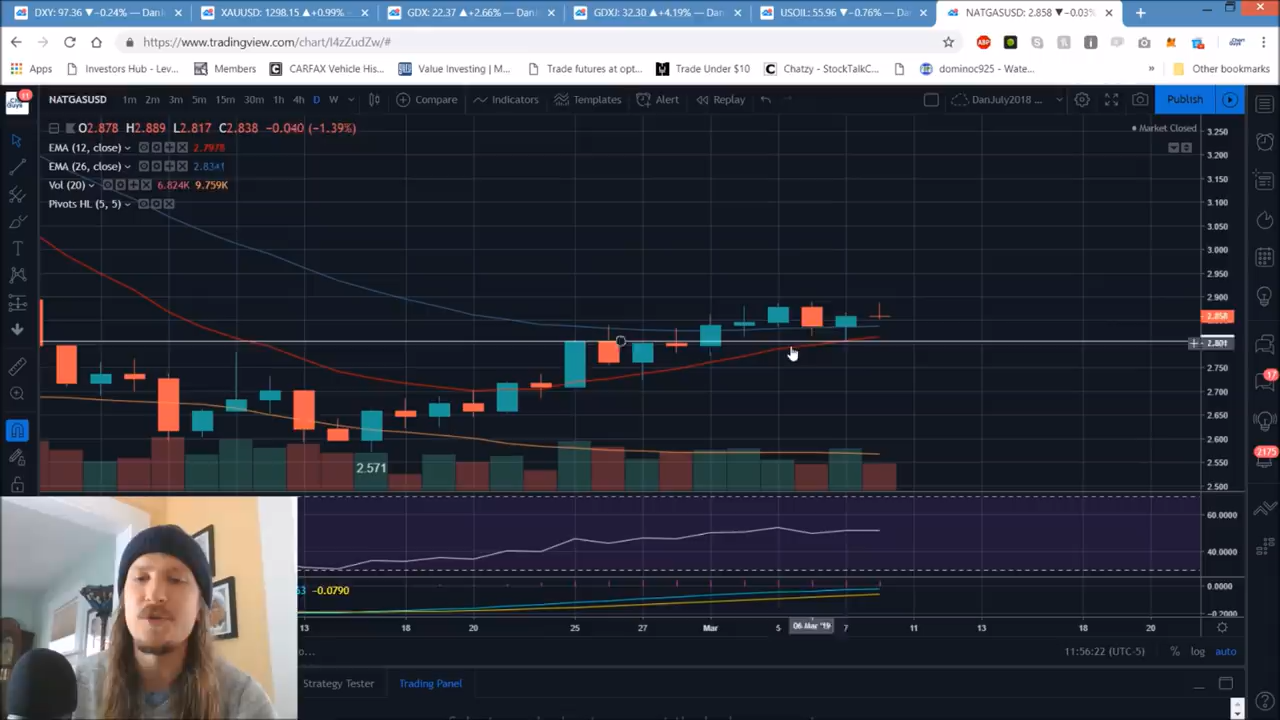 DXY: 97.36 ▼−0.24% — Dan
XAUUSD: 1298.15 ▲+0.99%
GDX: 22.37 ▲+2.66% — Dan
GDXJ: 32.30 ▲+4.19% — Dan
USOIL: 55.96 ▼−0.76% — Dan
NATGASUSD: 2.858 ▼−0.03%
https://www.tradingview.com/chart/I4zZudZw/#
ABP
Apps
Investors Hub - Lev...
Members
CARFAX Vehicle His...
Value Investing | M...
Trade futures at opt...
Trade Under $10
Chatzy - StockTalkC...
dominoc925 - Wate...
»
Other bookmarks
11
NATGASUSD 1m 2m 3m 5m 15m 30m 1h 4h D W
Compare
Indicators
Templates
Alert
Replay
DanJuly2018 ...
Publish
O2.878 H2.889 L2.817 C2.838 −0.040 (−1.39%)
Market Closed
EMA (12, close) 2.7978
EMA (26, close) 2.8341
Vol (20) 6.824K 9.759K
Pivots HL (5, 5)
3.250
3.200
3.150
3.100
3.050
3.000
2.950
2.900
2.858
2.801
2.750
2.700
2.650
2.600
2.550
2.500
2.571
17
2175
60.0000
40.0000
0.0000
−0.2000
−0.0790
13 18 20 25 27 Mar 5 06 Mar '19 7 11 13 18 20
11:56:22 (UTC-5) % log auto
Strategy Tester
Trading Panel